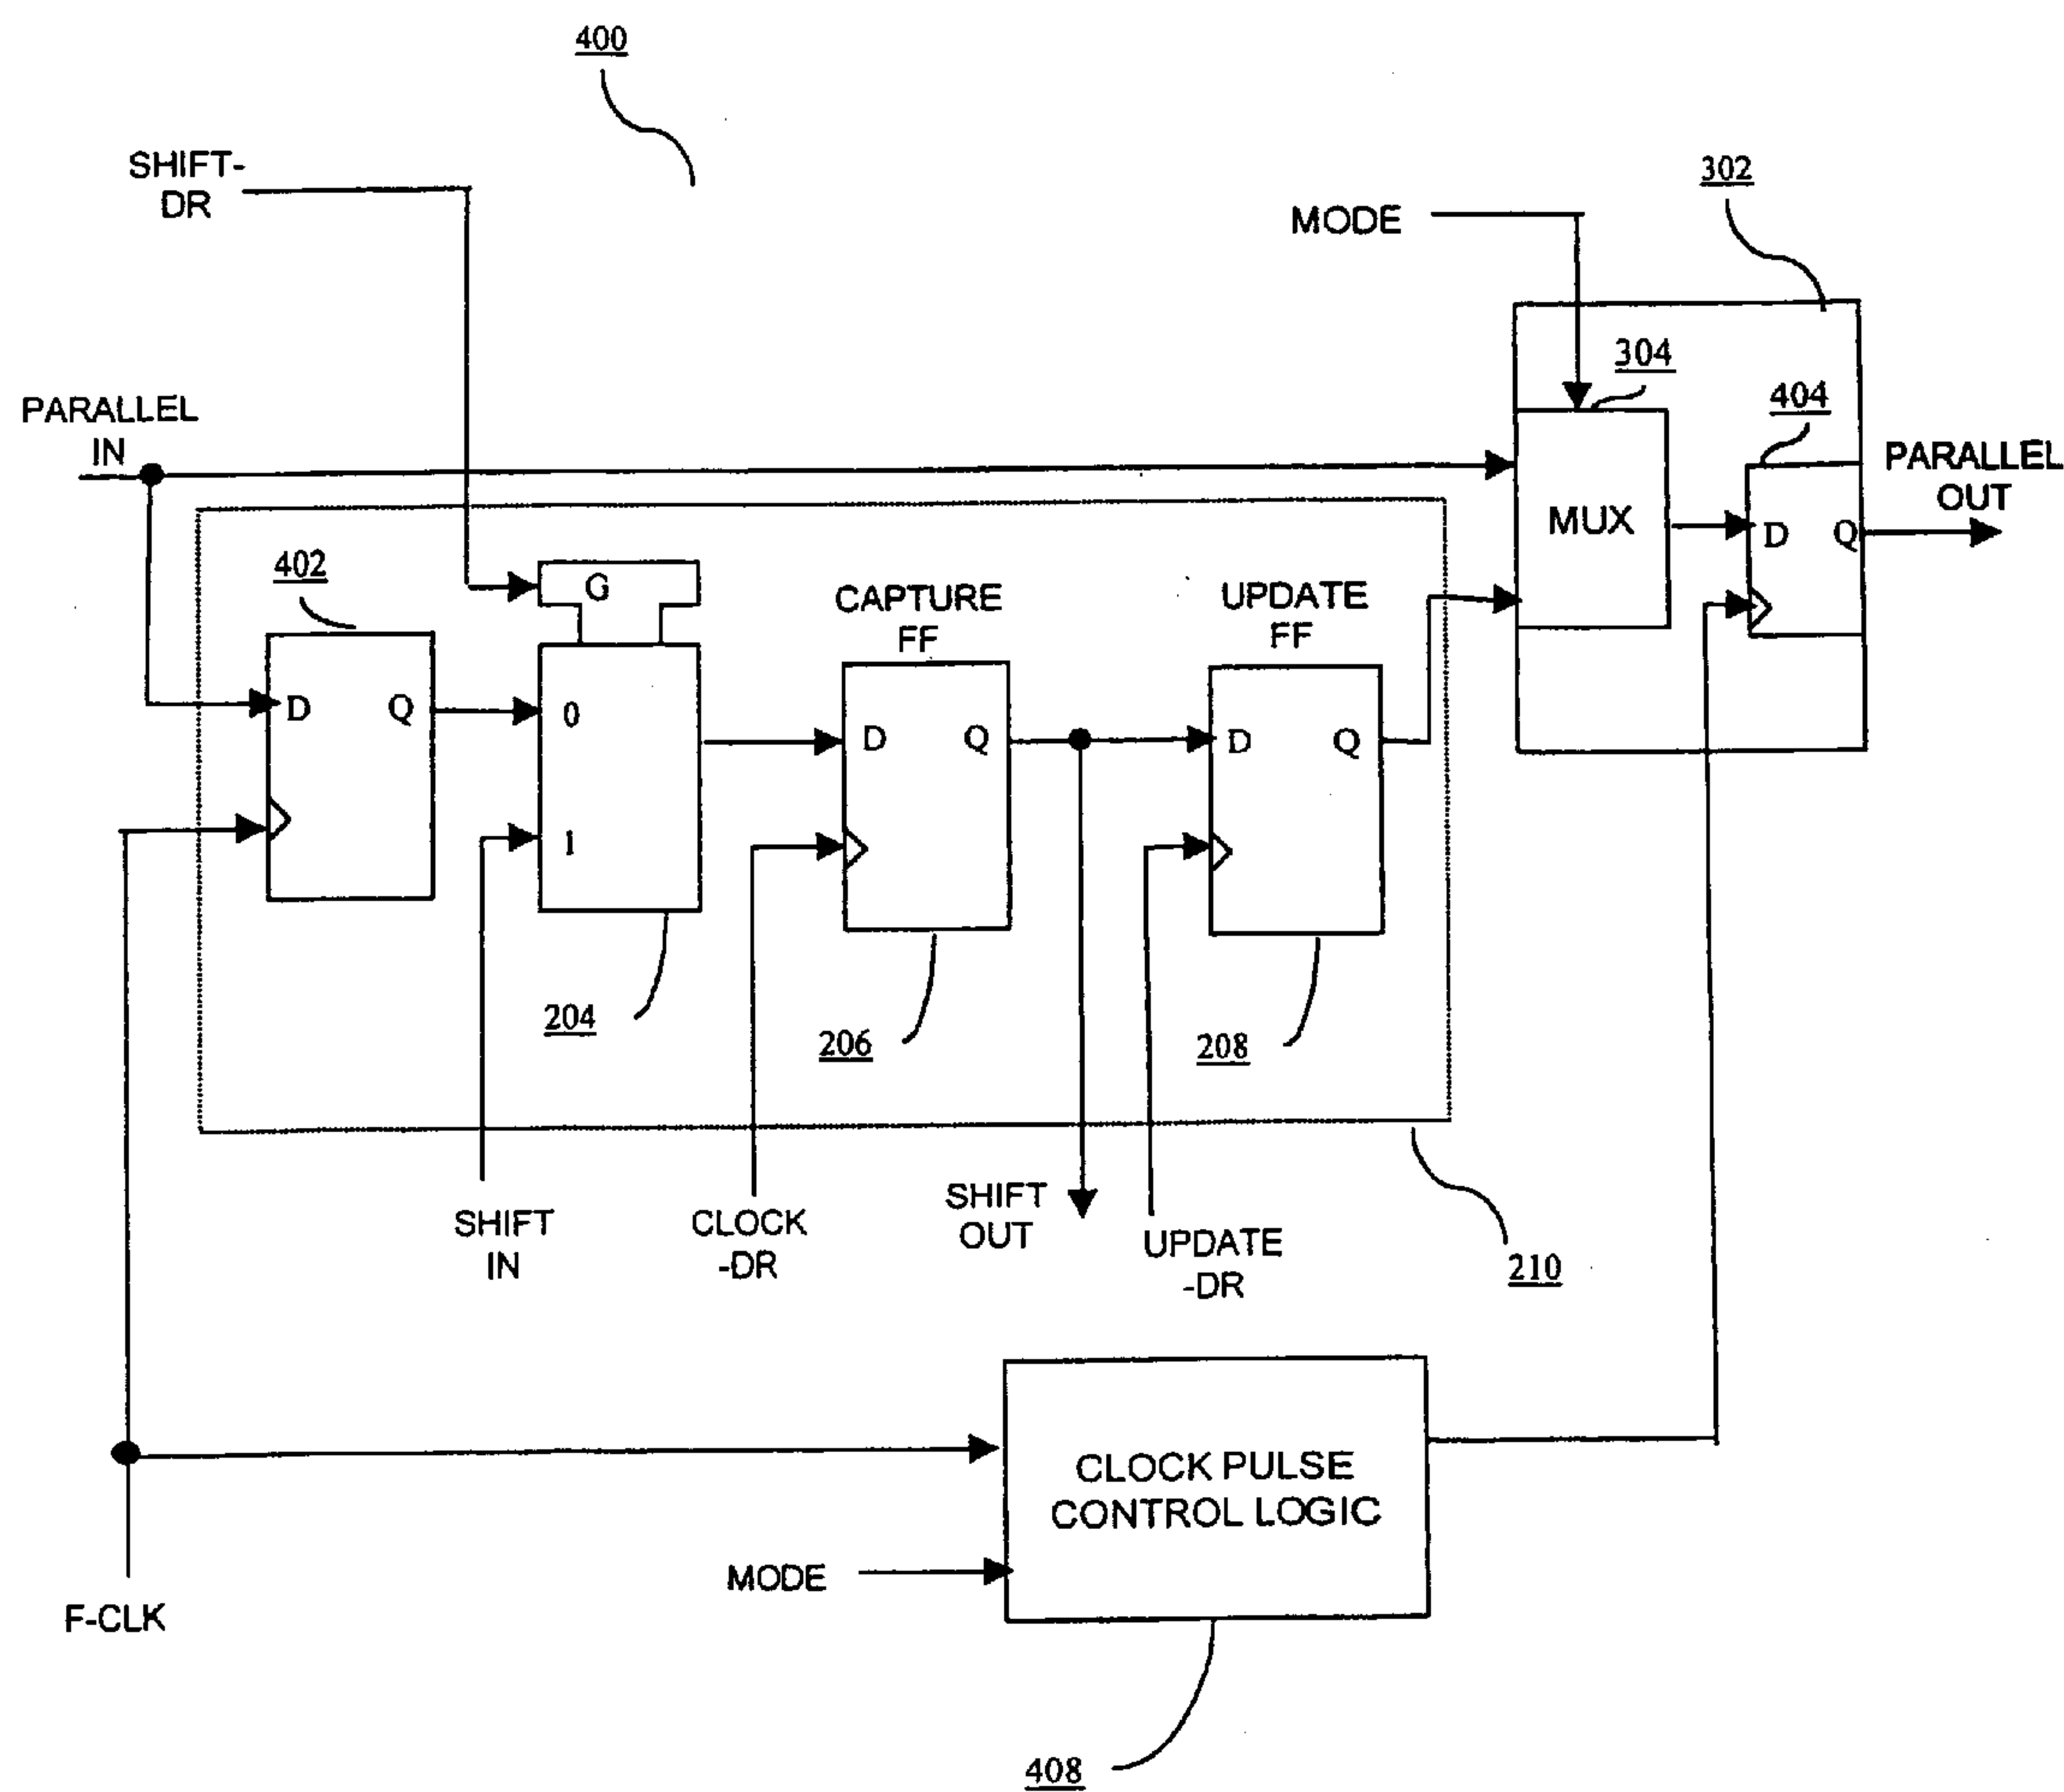 400
SHIFT-
DR
302
MODE
304
404
PARALLEL
IN
PARALLEL
OUT
MUX
D
Q
402
G
CAPTURE
FF
UPDATE
FF
D
Q
0
1
D
Q
D
Q
204
206
208
SHIFT
IN
CLOCK
-DR
SHIFT
OUT
UPDATE
-DR
210
CLOCK PULSE
CONTROL LOGIC
MODE
F-CLK
408